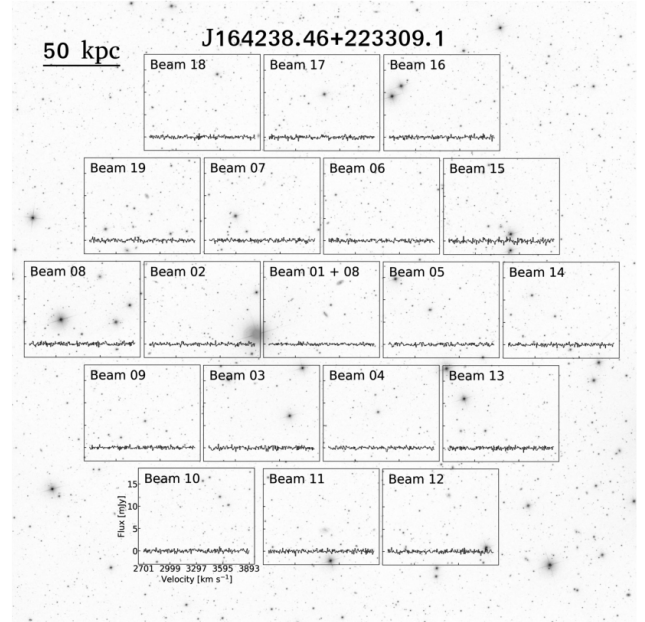 J164238.46+223309.1
50 kpc
Beam 18
Beam 17
Beam 16
Beam 19
Beam 07
Beam 06
Beam 15
Beam 08
Beam 02
Beam 01 + 08
Beam 05
Beam 14
Beam 09
Beam 03
Beam 04
Beam 13
Beam 10
Beam 11
Beam 12
15
10
5
0
Flux [mJy]
2701 2999 3297 3595 3893
Velocity [km s⁻¹]